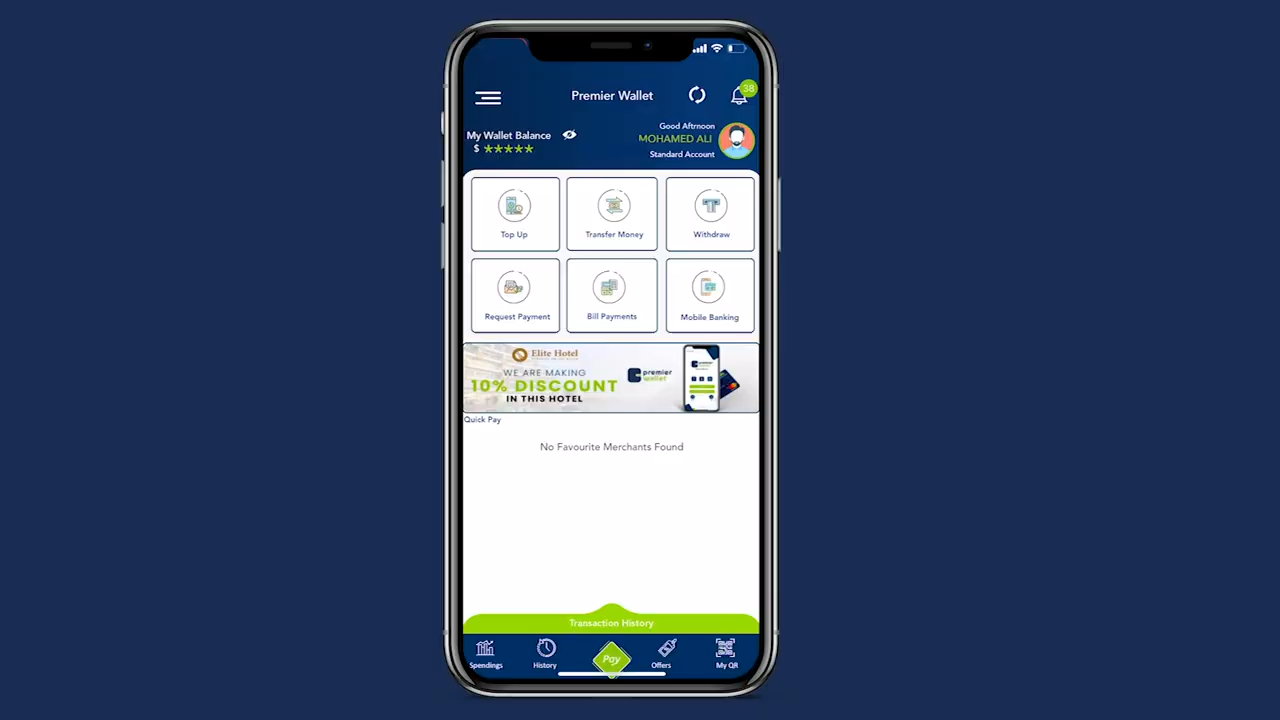 Premier Wallet
38
My Wallet Balance
$ *****
Good Aftrnoon
MOHAMED ALI
Standard Account
Top Up
Transfer Money
Withdraw
Request Payment
Bill Payments
Mobile Banking
Elite Hotel
WE ARE MAKING
10% DISCOUNT
IN THIS HOTEL
premier
wallet
Quick Pay
No Favourite Merchants Found
Transaction History
Spendings
History
Pay
Offers
My QR